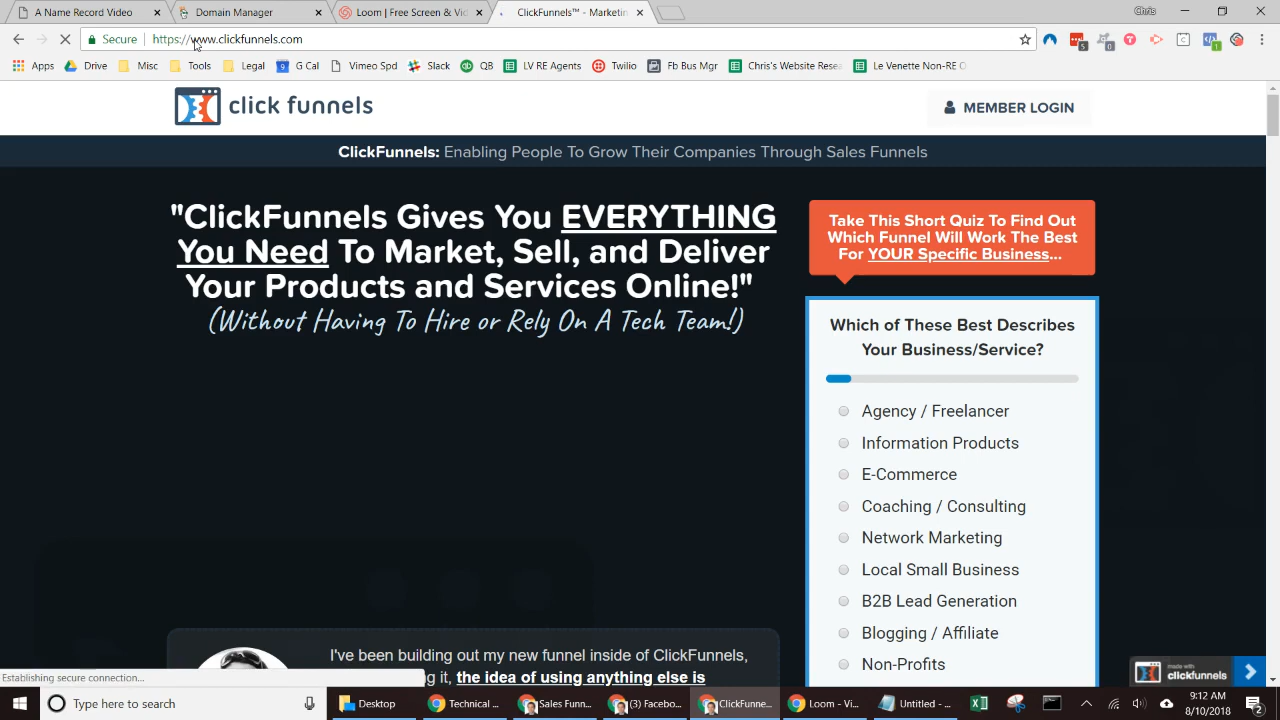 A Name Record Video
Domain Manager
Loom | Free Screen & Vid
ClickFunnels™ - Marketin
Chris
Secure
https://www.clickfunnels.com
5
0
1
Apps
Drive
Misc
Tools
Legal
9
G Cal
Vimeo Spd
Slack
QB
LV RE Agents
Twilio
Fb Bus Mgr
Chris's Website Resea
Le Venette Non-RE C
click funnels
MEMBER LOGIN
ClickFunnels: Enabling People To Grow Their Companies Through Sales Funnels
"ClickFunnels Gives You EVERYTHING
You Need To Market, Sell, and Deliver
Your Products and Services Online!"
(Without Having To Hire or Rely On A Tech Team!)
Take This Short Quiz To Find Out
Which Funnel Will Work The Best
For YOUR Specific Business...
Which of These Best Describes
Your Business/Service?
Agency / Freelancer
Information Products
E-Commerce
Coaching / Consulting
Network Marketing
Local Small Business
B2B Lead Generation
Blogging / Affiliate
Non-Profits
I've been building out my new funnel inside of ClickFunnels,
g it, the idea of using anything else is
made with
clickfunnels
Establishing secure connection...
Type here to search
Desktop
Technical ...
Sales Funn...
(3) Facebo...
ClickFunne...
Loom - Vi...
Untitled - ...
9:12 AM
8/10/2018
2